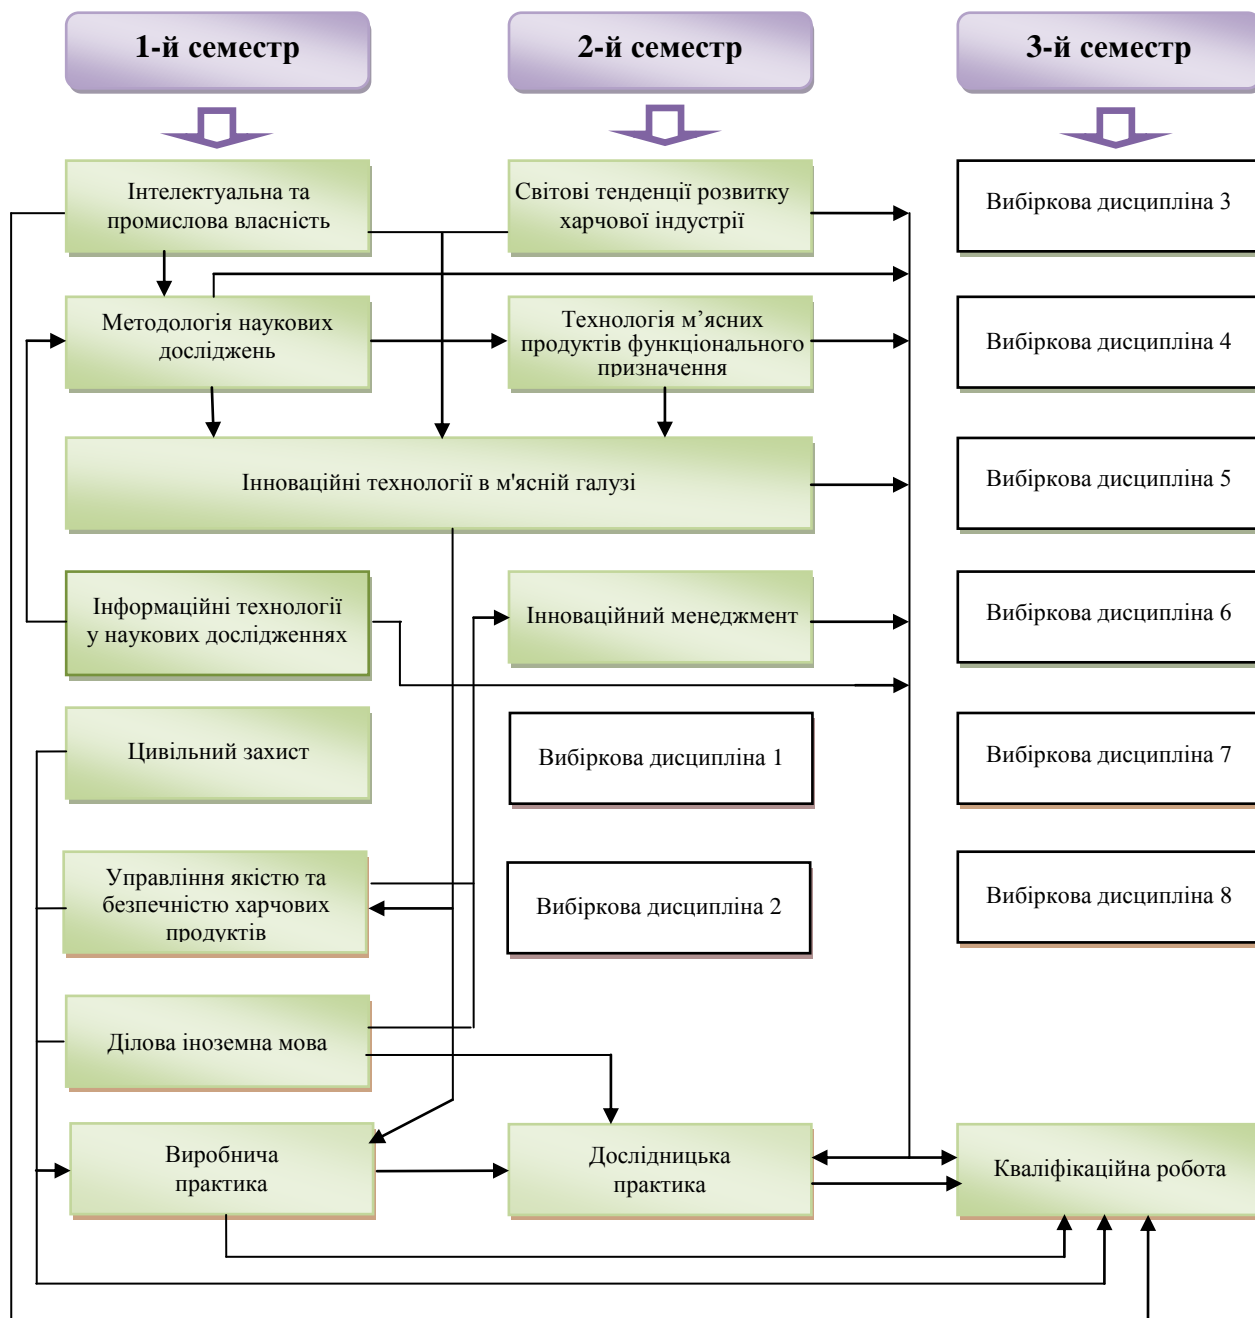 1-й семестр
2-й семестр
3-й семестр
Інтелектуальна та
промислова власність
Світові тенденції розвитку
харчової індустрії
Вибіркова дисципліна 3
Методологія наукових
досліджень
Технологія м’ясних
продуктів функціонального
призначення
Вибіркова дисципліна 4
Інноваційні технології в м'ясній галузі
Вибіркова дисципліна 5
Інформаційні технології
у наукових дослідженнях
Інноваційний менеджмент
Вибіркова дисципліна 6
Цивільний захист
Вибіркова дисципліна 1
Вибіркова дисципліна 7
Управління якістю та
безпечністю харчових
продуктів
Вибіркова дисципліна 2
Вибіркова дисципліна 8
Ділова іноземна мова
Виробнича
практика
Дослідницька
практика
Кваліфікаційна робота